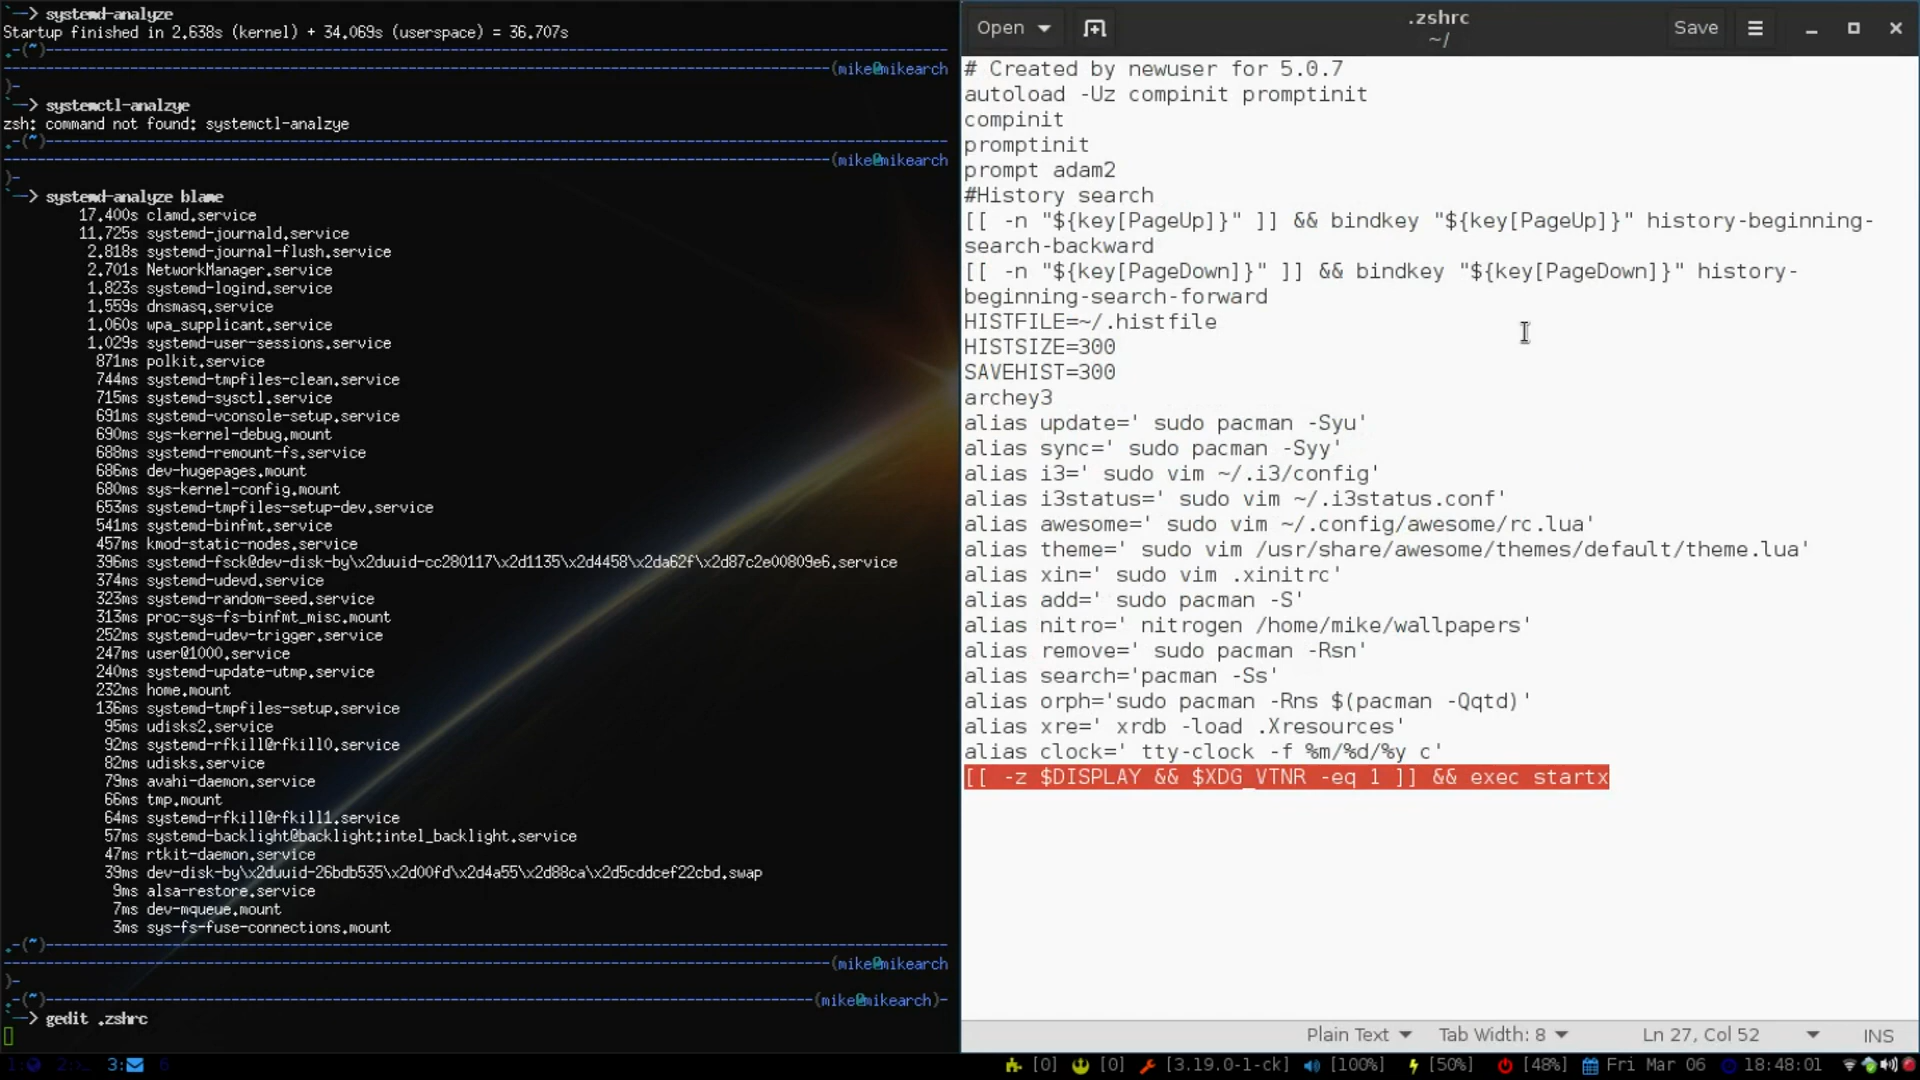 systemd-analyze
Startup finished in 2.638s (kernel) + 34.069s (userspace) = 36.707s
(mike@mikearch
systemctl-analzye
zsh: command not found: systemctl-analzye
(mike@mikearch
systemd-analyze blame
17.400s clamd.service
11.725s systemd-journald.service
2.818s systemd-journal-flush.service
2.701s NetworkManager.service
1.823s systemd-logind.service
1.559s dnsmasq.service
1.060s wpa_supplicant.service
1.029s systemd-user-sessions.service
871ms polkit.service
744ms systemd-tmpfiles-clean.service
715ms systemd-sysctl.service
691ms systemd-vconsole-setup.service
690ms sys-kernel-debug.mount
688ms systemd-remount-fs.service
686ms dev-hugepages.mount
680ms sys-kernel-config.mount
653ms systemd-tmpfiles-setup-dev.service
541ms systemd-binfmt.service
457ms kmod-static-nodes.service
396ms systemd-fsck@dev-disk-by\x2duuid-cc280117\x2d1135\x2d4458\x2da62f\x2d87c2e00809e6.service
374ms systemd-udevd.service
323ms systemd-random-seed.service
313ms proc-sys-fs-binfmt_misc.mount
252ms systemd-udev-trigger.service
247ms user@1000.service
240ms systemd-update-utmp.service
232ms home.mount
136ms systemd-tmpfiles-setup.service
95ms udisks2.service
92ms systemd-rfkill@rfkill0.service
82ms udisks.service
79ms avahi-daemon.service
66ms tmp.mount
64ms systemd-rfkill@rfkill1.service
57ms systemd-backlight@backlight:intel_backlight.service
47ms rtkit-daemon.service
39ms dev-disk-by\x2duuid-26bdb535\x2d00fd\x2d4a55\x2d88ca\x2d5cddcef22cbd.swap
9ms alsa-restore.service
7ms dev-mqueue.mount
3ms sys-fs-fuse-connections.mount
(mike@mikearch
(mike@mikearch)-
gedit .zshrc
Open
.zshrc
~/
Save
# Created by newuser for 5.0.7
autoload -Uz compinit promptinit
compinit
promptinit
prompt adam2
#History search
[[ -n "${key[PageUp]}" ]] && bindkey "${key[PageUp]}" history-beginning-
search-backward
[[ -n "${key[PageDown]}" ]] && bindkey "${key[PageDown]}" history-
beginning-search-forward
HISTFILE=~/.histfile
HISTSIZE=300
SAVEHIST=300
archey3
alias update=' sudo pacman -Syu'
alias sync=' sudo pacman -Syy'
alias i3=' sudo vim ~/.i3/config'
alias i3status=' sudo vim ~/.i3status.conf'
alias awesome=' sudo vim ~/.config/awesome/rc.lua'
alias theme=' sudo vim /usr/share/awesome/themes/default/theme.lua'
alias xin=' sudo vim .xinitrc'
alias add=' sudo pacman -S'
alias nitro=' nitrogen /home/mike/wallpapers'
alias remove=' sudo pacman -Rsn'
alias search='pacman -Ss'
alias orph='sudo pacman -Rns $(pacman -Qqtd)'
alias xre=' xrdb -load .Xresources'
alias clock=' tty-clock -f %m/%d/%y c'
[[ -z $DISPLAY && $XDG_VTNR -eq 1 ]] && exec startx
Plain Text
Tab Width: 8
Ln 27, Col 52
INS
1: 2: 3: 6
[0] [0] [3.19.0-1-ck] [100%] [50%] [48%] Fri Mar 06 18:48:01